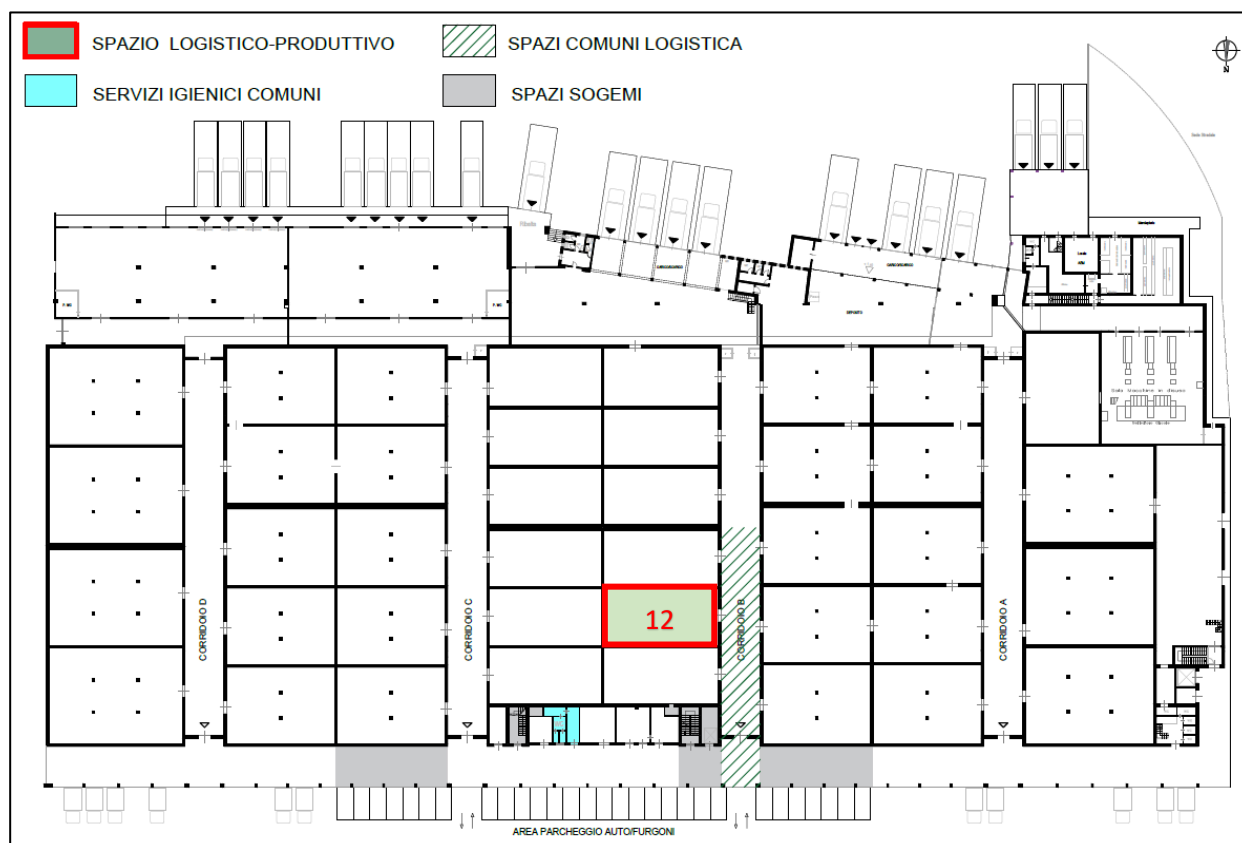 SPAZIO LOGISTICO-PRODUTTIVO
SPAZI COMUNI LOGISTICA
SERVIZI IGIENICI COMUNI
SPAZI SOGEMI
N
CORRIDOIO D
CORRIDOIO C
12
CORRIDOIO B
CORRIDOIO A
DEPOSITO
AREA PARCHEGGIO AUTO/FURGONI